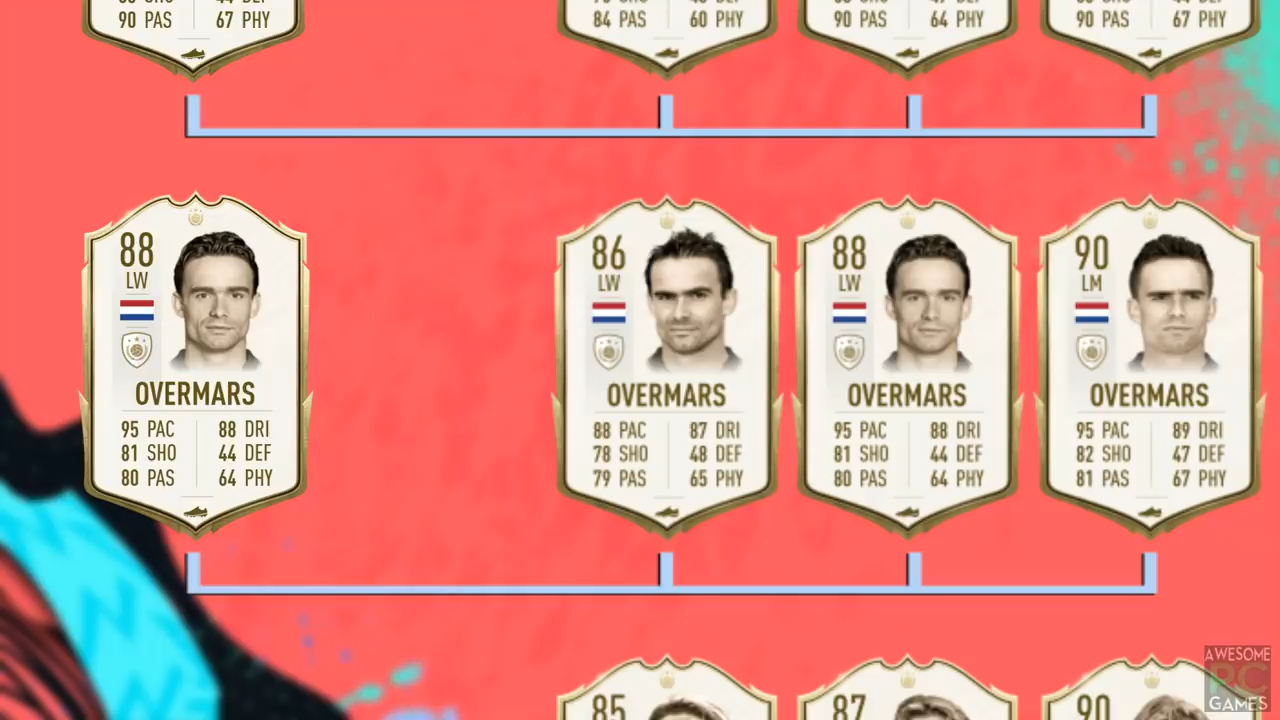 90 PAS 67 PHY
84 PAS 60 PHY
90 PAS 64 PHY
90 PAS 67 PHY
88
LW
OVERMARS
95 PAC 88 DRI
81 SHO 44 DEF
80 PAS 64 PHY
86
LW
OVERMARS
88 PAC 87 DRI
78 SHO 48 DEF
79 PAS 65 PHY
88
LW
OVERMARS
95 PAC 88 DRI
81 SHO 44 DEF
80 PAS 64 PHY
90
LM
OVERMARS
95 PAC 89 DRI
82 SHO 47 DEF
81 PAS 67 PHY
85
87
90
AWESOME
RC
GAMES